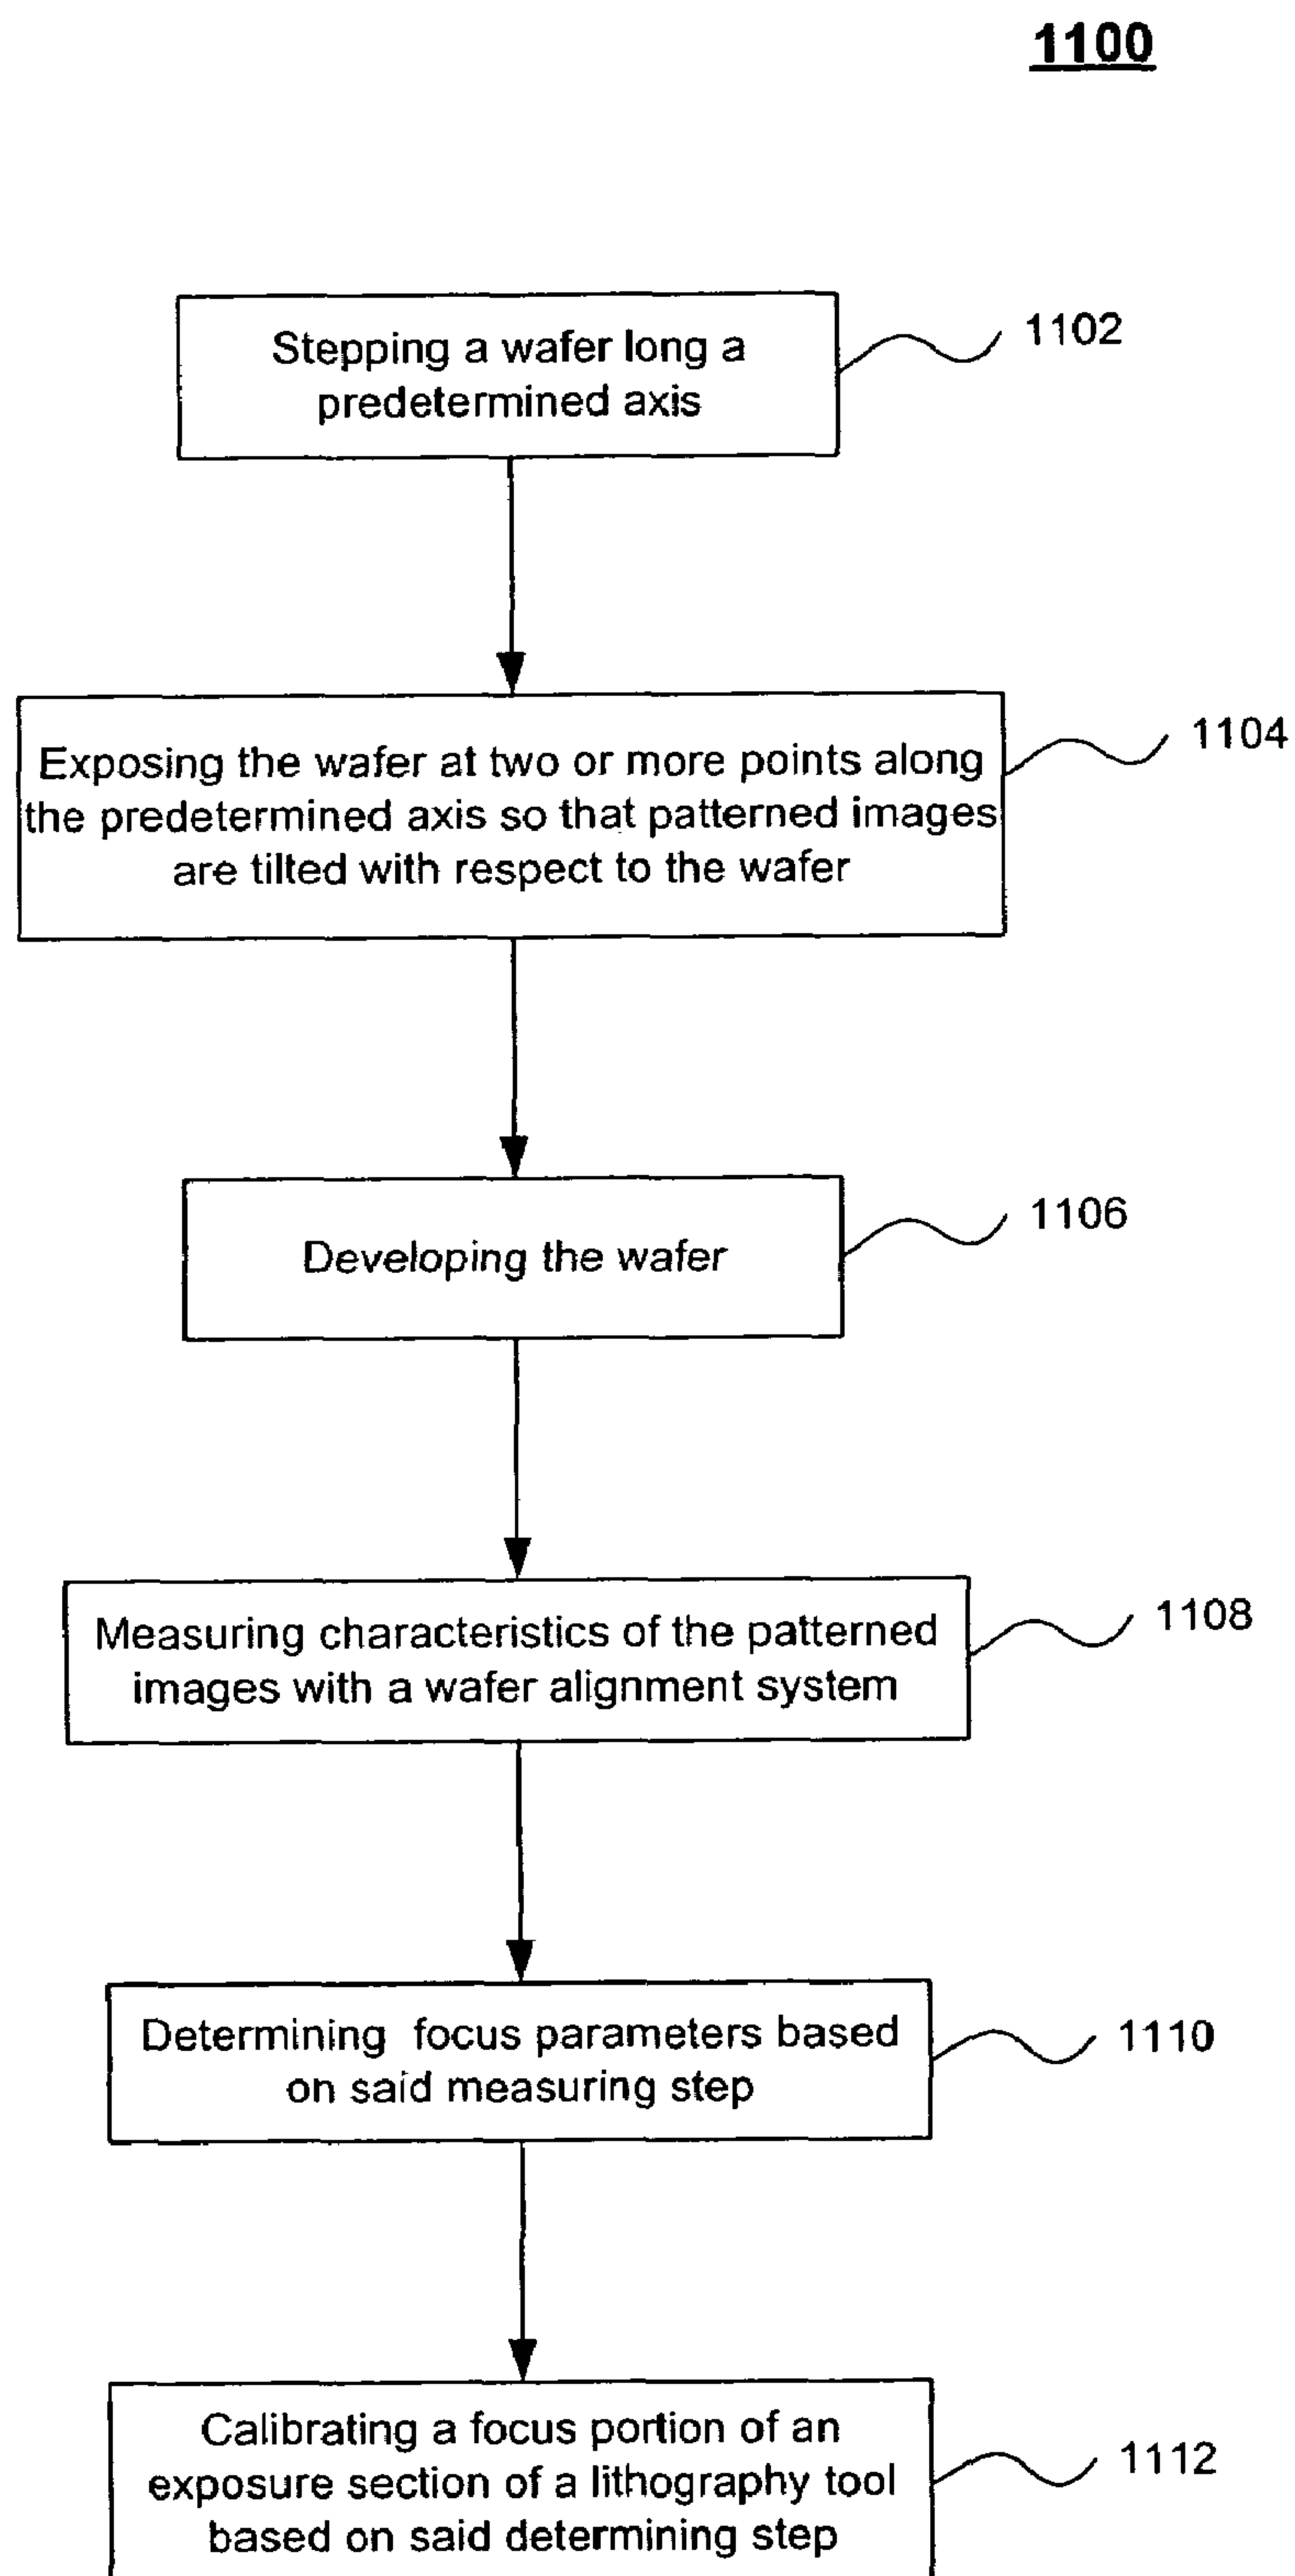 1100
Stepping a wafer long a
predetermined axis
1102
Exposing the wafer at two or more points along
the predetermined axis so that patterned images
are tilted with respect to the wafer
1104
Developing the wafer
1106
Measuring characteristics of the patterned
images with a wafer alignment system
1108
Determining focus parameters based
on said measuring step
1110
Calibrating a focus portion of an
exposure section of a lithography tool
based on said determining step
1112